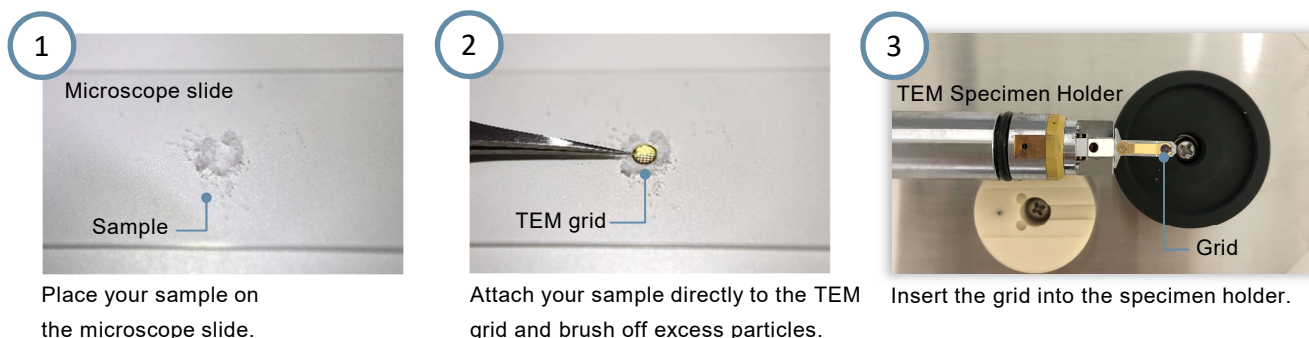 1
Microscope slide
Sample
Place your sample on
the microscope slide.
2
TEM grid
Attach your sample directly to the TEM
grid and brush off excess particles.
3
TEM Specimen Holder
Grid
Insert the grid into the specimen holder.